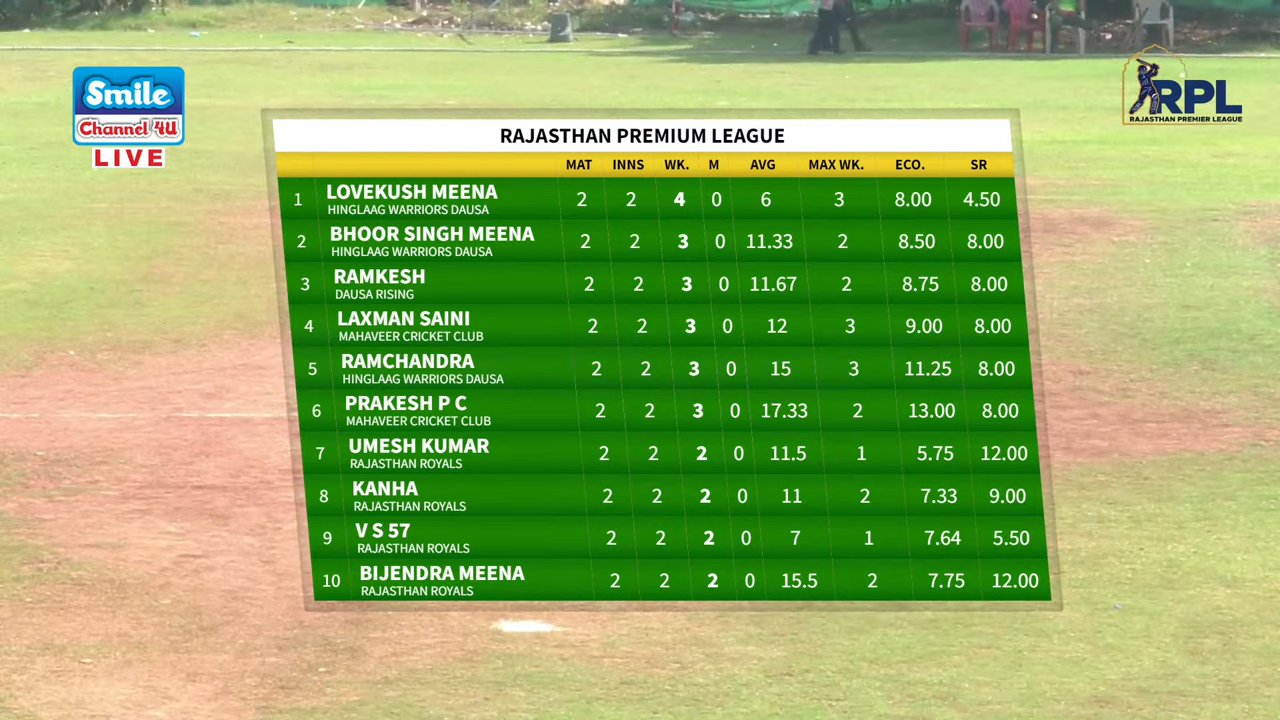 Smile
Channel 4U
LIVE
RPL
RAJASTHAN PREMIER LEAGUE
RAJASTHAN PREMIUM LEAGUE
MAT INNS WK. M AVG MAX WK. ECO. SR
1 LOVEKUSH MEENA 2 2 4 0 6 3 8.00 4.50
HINGLAAG WARRIORS DAUSA
2 BHOOR SINGH MEENA 2 2 3 0 11.33 2 8.50 8.00
HINGLAAG WARRIORS DAUSA
3 RAMKESH 2 2 3 0 11.67 2 8.75 8.00
DAUSA RISING
4 LAXMAN SAINI 2 2 3 0 12 3 9.00 8.00
MAHAVEER CRICKET CLUB
5 RAMCHANDRA 2 2 3 0 15 3 11.25 8.00
HINGLAAG WARRIORS DAUSA
6 PRAKESH P C 2 2 3 0 17.33 2 13.00 8.00
MAHAVEER CRICKET CLUB
7 UMESH KUMAR 2 2 2 0 11.5 1 5.75 12.00
RAJASTHAN ROYALS
8 KANHA 2 2 2 0 11 2 7.33 9.00
RAJASTHAN ROYALS
9 V S 57 2 2 2 0 7 1 7.64 5.50
RAJASTHAN ROYALS
10 BIJENDRA MEENA 2 2 2 0 15.5 2 7.75 12.00
RAJASTHAN ROYALS